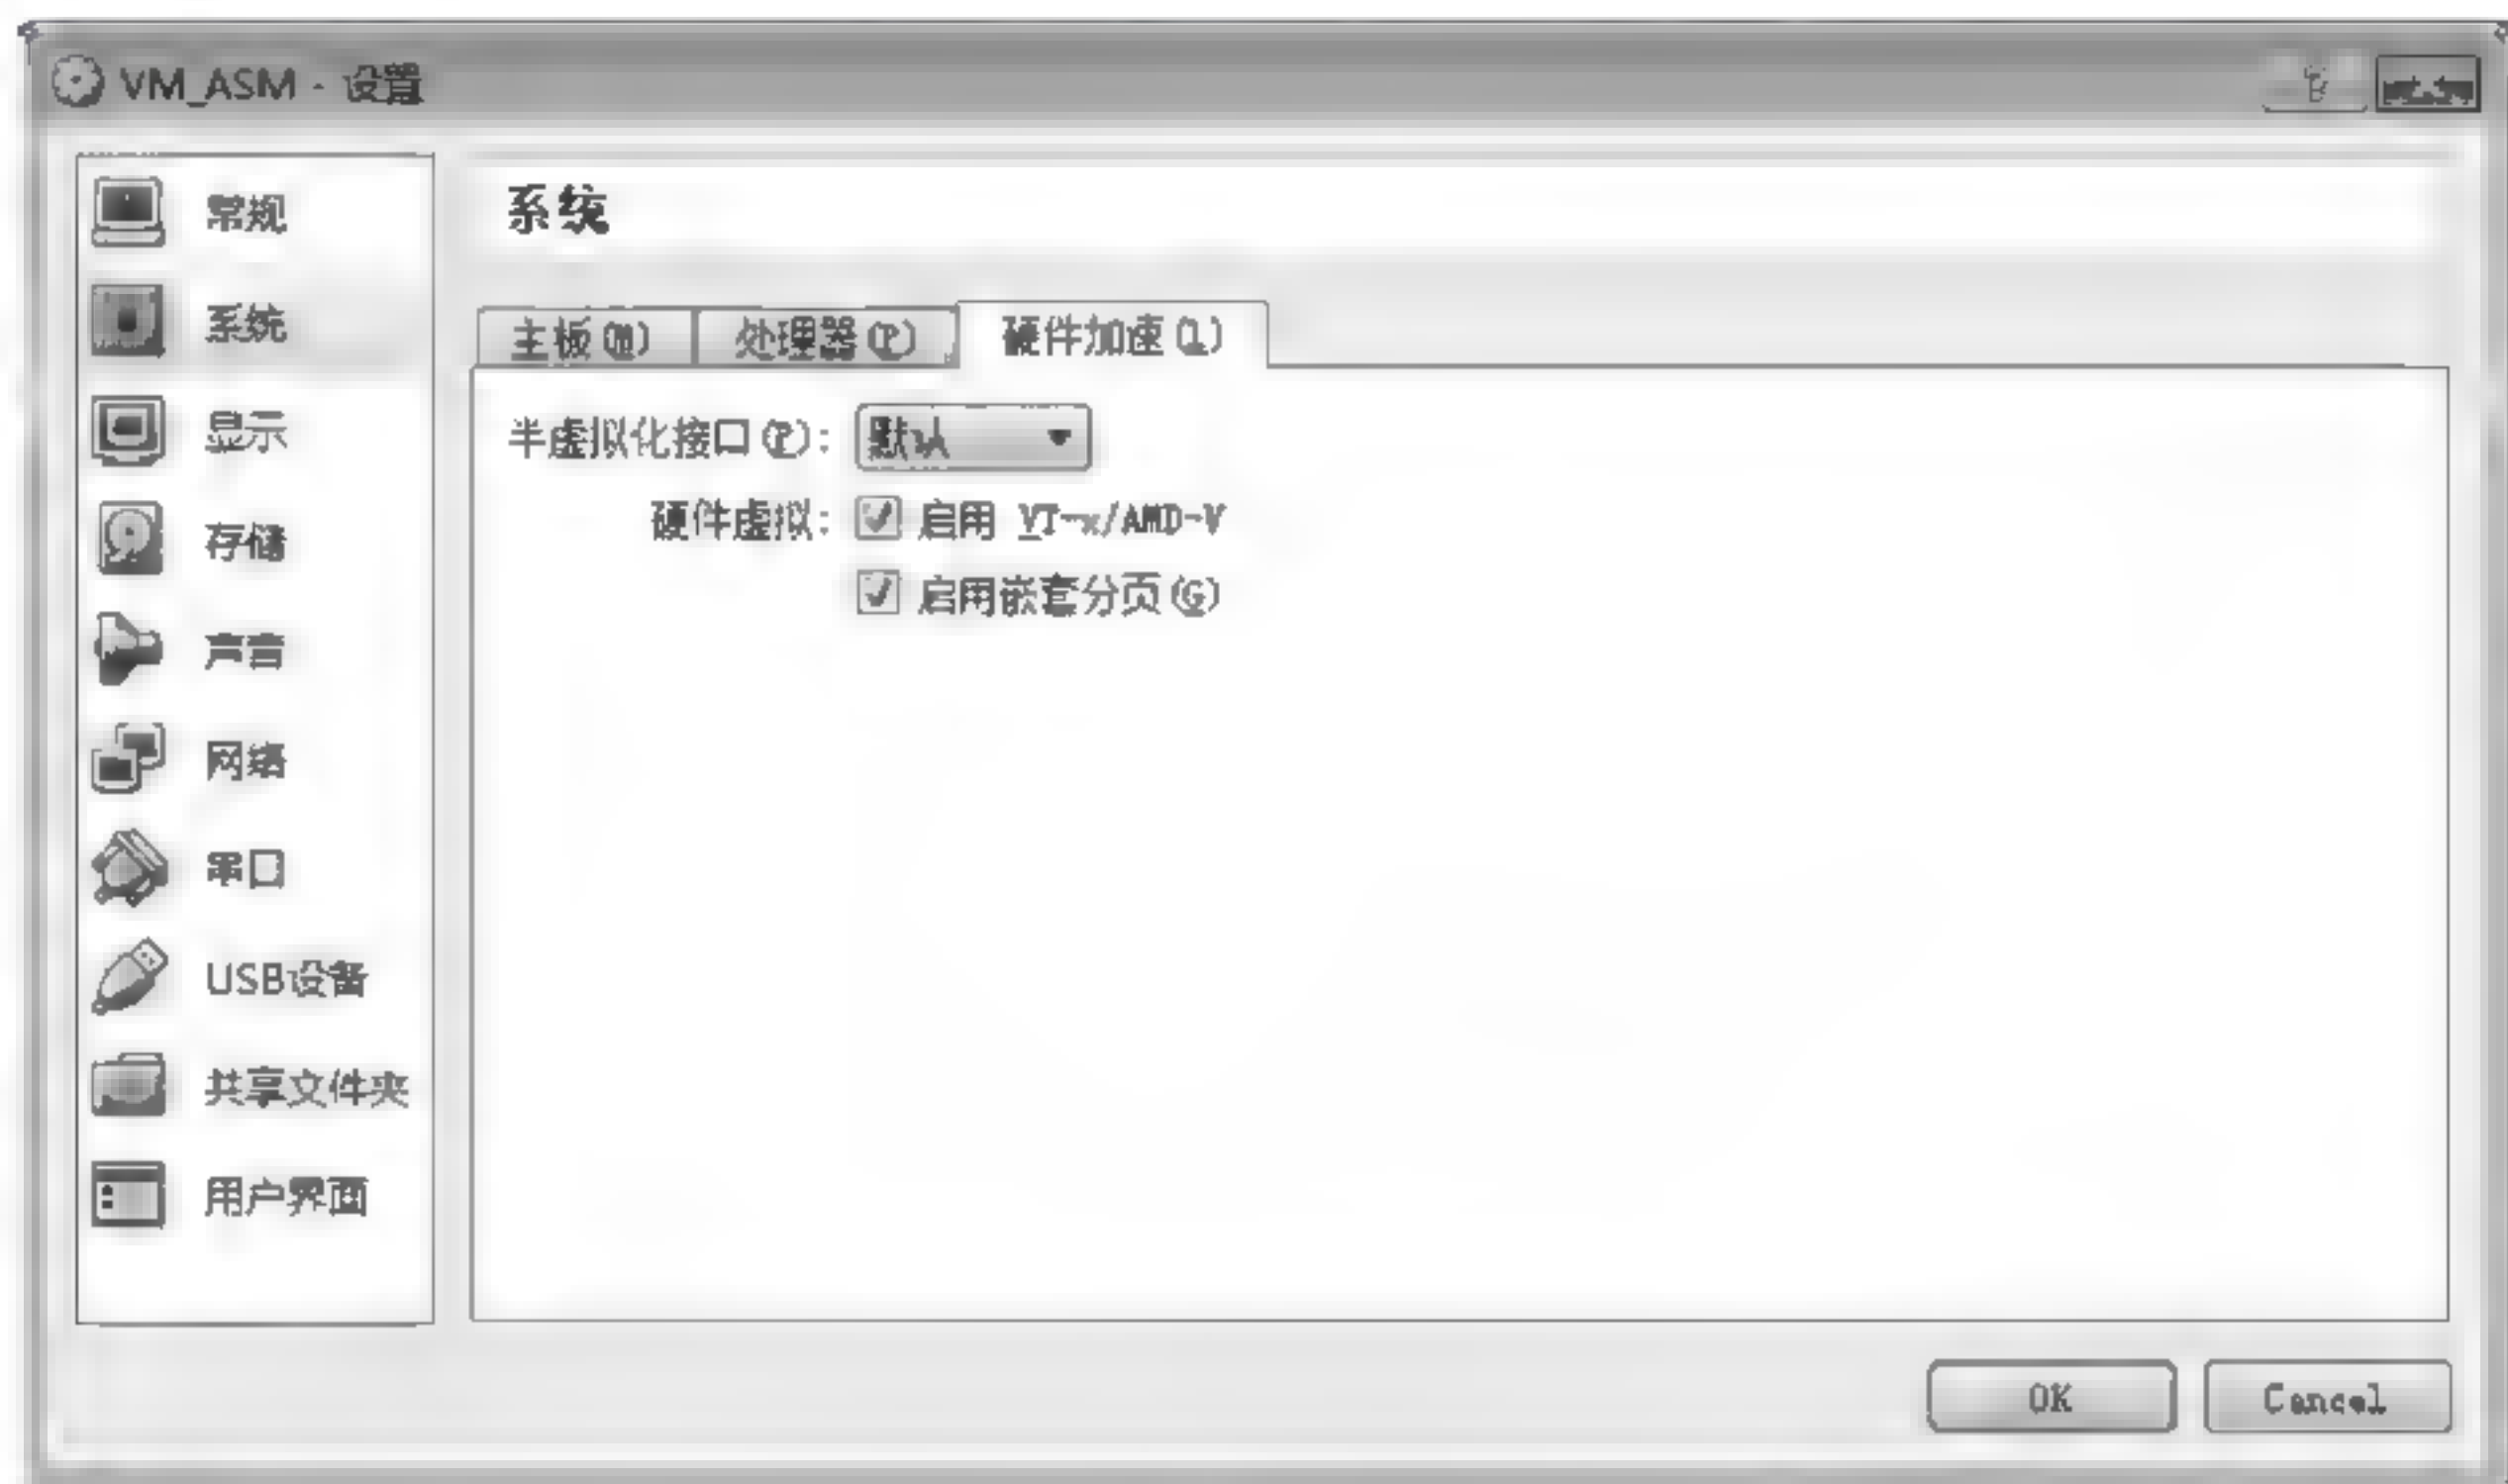 VM_ASM - 设置
常规
系统
显示
存储
声音
网络
串口
USB设备
共享文件夹
用户界面
系统
主板(M) 处理器(P) 硬件加速(L)
半虚拟化接口(P): 默认
硬件虚拟: 启用 VT-x/AMD-V
启用嵌套分页(G)
OK Cancel